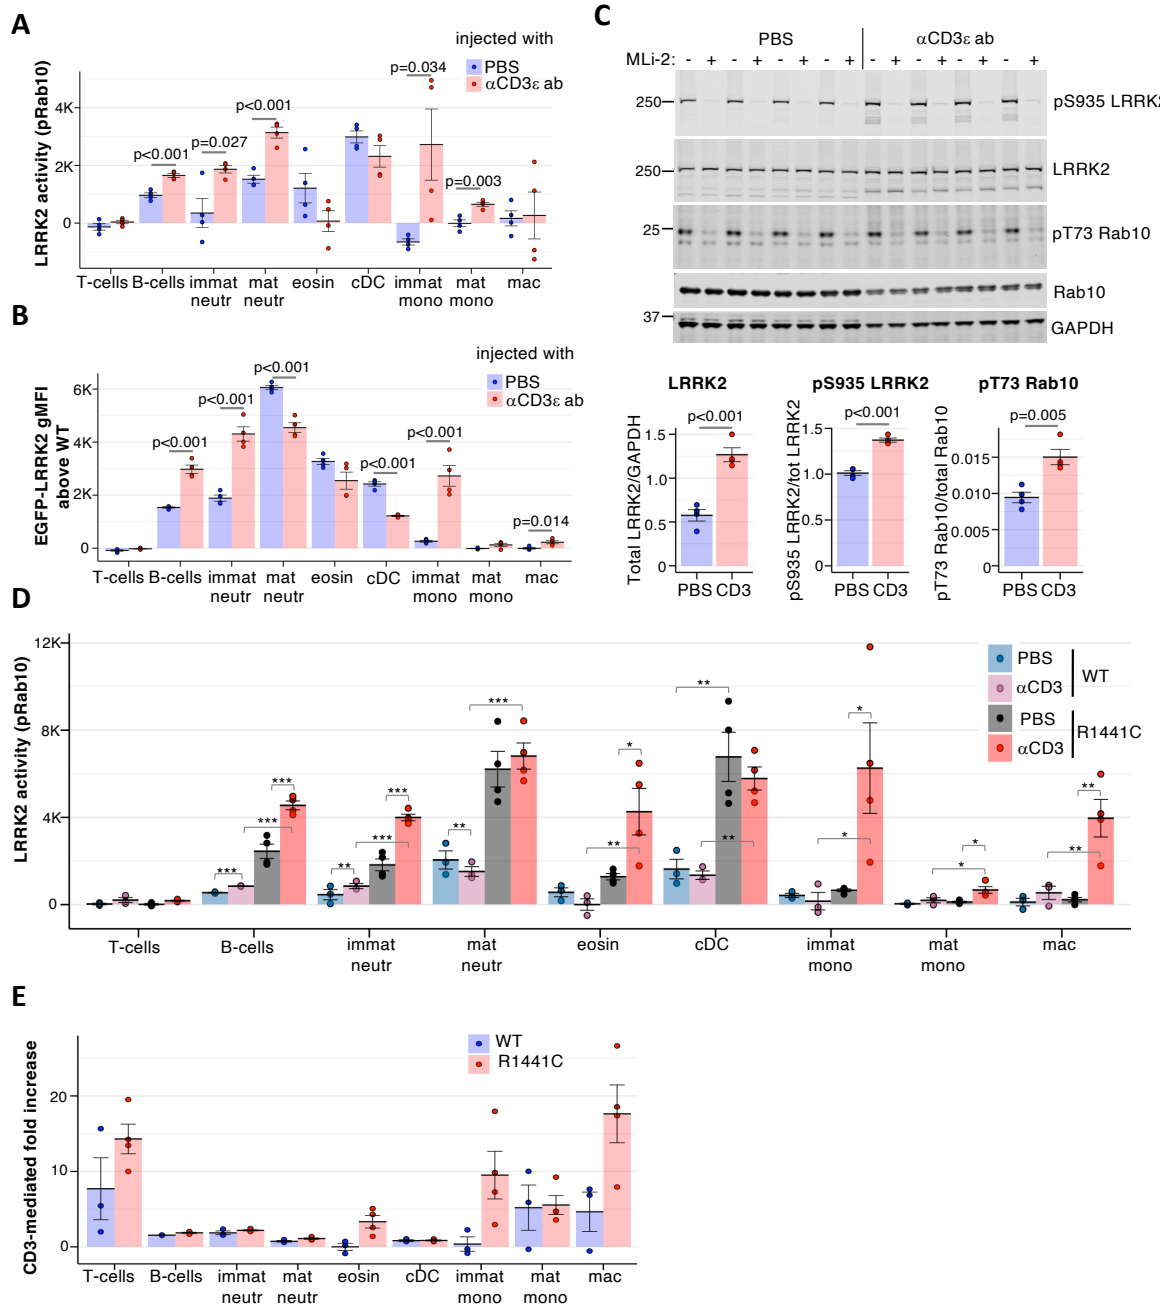 A
injected with
PBS
αCD3ε ab
LRRK2 activity (pRab10)
4K
2K
0
p<0.001
p=0.027
p<0.001
p=0.034
p=0.003
T-cells B-cells immat neutr mat neutr eosin cDC immat mono mat mono mac
B
injected with
PBS
αCD3ε ab
EGFP-LRRK2 gMFI
above WT
6K
4K
2K
0
p<0.001
p<0.001
p<0.001
p<0.001
p<0.001
p=0.014
T-cells B-cells immat neutr mat neutr eosin cDC immat mono mat mono mac
C
PBS αCD3ε ab
MLi-2: - + - + - + - + - + - + - + - +
250 pS935 LRRK2
250 LRRK2
25 pT73 Rab10
Rab10
37 GAPDH
LRRK2
p<0.001
Total LRRK2/GAPDH
1.5
1.0
0.5
0
PBS CD3
pS935 LRRK2
p<0.001
pS935 LRRK2/tot LRRK2
1.5
1.0
0.5
0
PBS CD3
pT73 Rab10
p=0.005
pT73 Rab10/total Rab10
0.015
0.010
0.005
0
PBS CD3
D
LRRK2 activity (pRab10)
12K
8K
4K
0
PBS
αCD3
WT
PBS
αCD3
R1441C
*** *** ***
** *** *** ***
** ***
** *
** **
* *
* *
** **
T-cells B-cells immat neutr mat neutr eosin cDC immat mono mat mono mac
E
WT
R1441C
CD3-mediated fold increase
20
10
0
T-cells B-cells immat neutr mat neutr eosin cDC immat mono mat mono mac